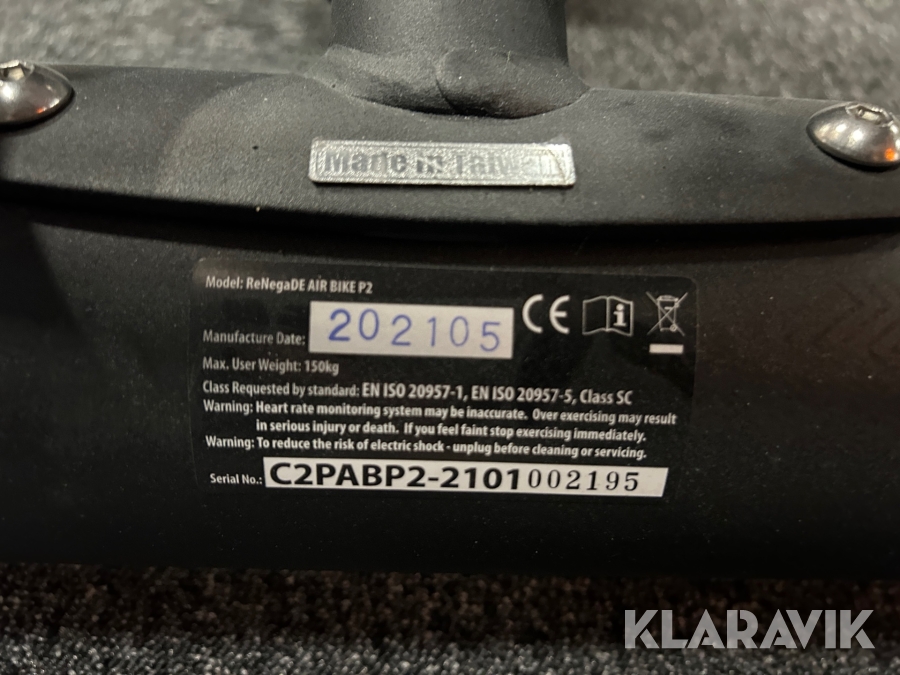 Made in Taiwan
Model: ReNegaDE AIR BIKE P2
Manufacture Date: 202105
CE
Max. User Weight: 150kg
Class Requested by standard: EN ISO 20957-1, EN ISO 20957-5, Class SC
Warning: Heart rate monitoring system may be inaccurate. Over exercising may result
in serious injury or death. If you feel faint stop exercising immediately.
Warning: To reduce the risk of electric shock - unplug before cleaning or servicing.
Serial No.: C2PABP2-2101002195
KLARAVIK